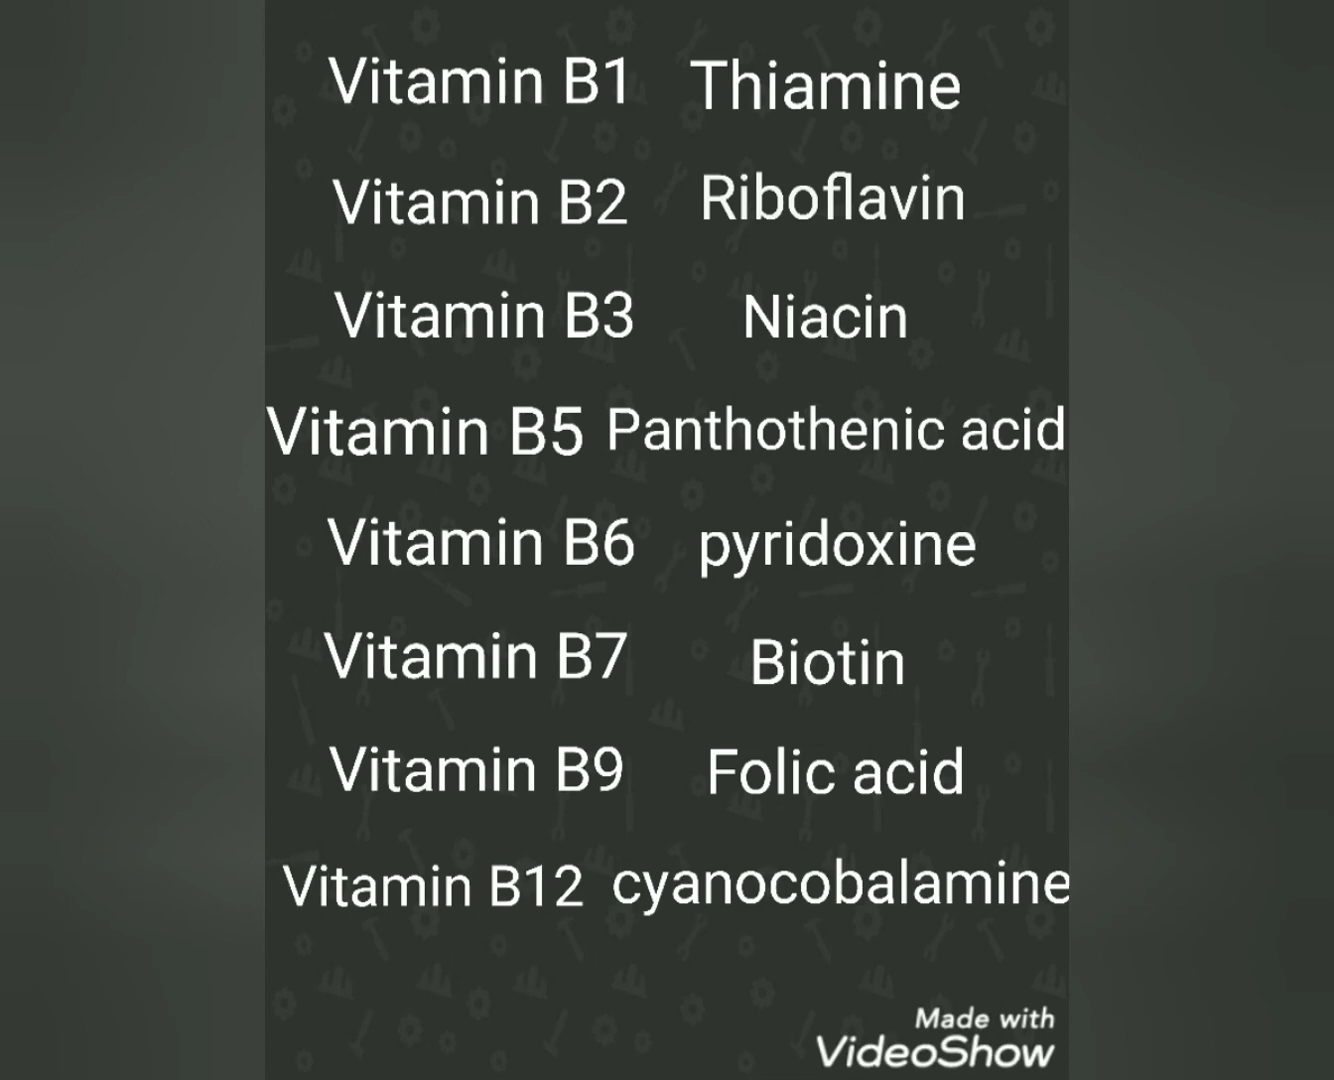 Vitamin B1 Thiamine
Vitamin B2 Riboflavin
Vitamin B3 Niacin
Vitamin B5 Panthothenic acid
Vitamin B6 pyridoxine
Vitamin B7 Biotin
Vitamin B9 Folic acid
Vitamin B12 cyanocobalamine
Made with
VideoShow